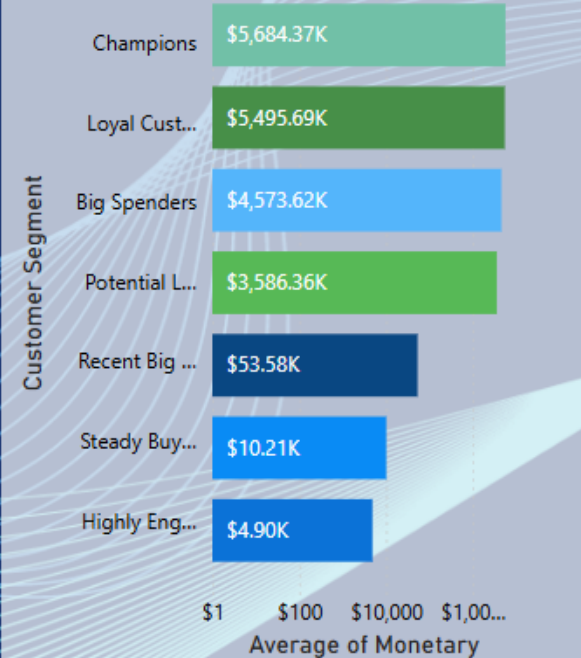 Customer Segment
Champions $5,684.37K
Loyal Cust... $5,495.69K
Big Spenders $4,573.62K
Potential L... $3,586.36K
Recent Big ... $53.58K
Steady Buy... $10.21K
Highly Eng... $4.90K
$1 $100 $10,000 $1,00...
Average of Monetary